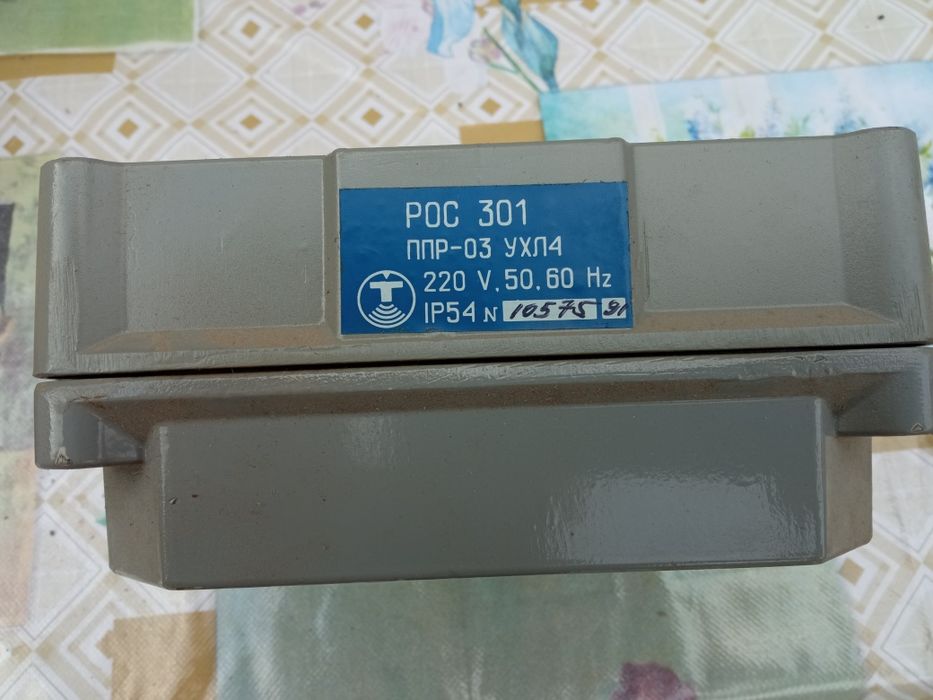 РОС 301
ППР-03 УХЛ4
220 V, 50, 60 Hz
IP54 N 10575 91